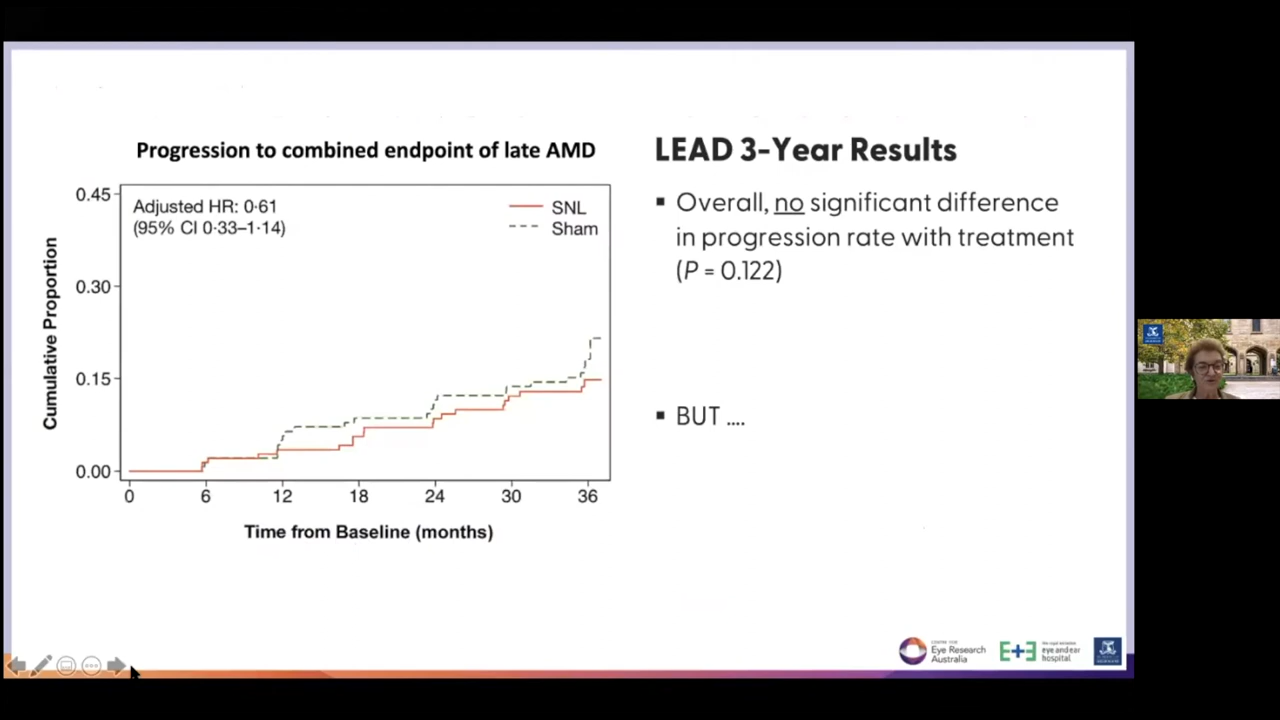 Progression to combined endpoint of late AMD
0.45
0.30
0.15
0.00
Cumulative Proportion
Adjusted HR: 0·61
(95% CI 0·33–1·14)
SNL
Sham
0 6 12 18 24 30 36
Time from Baseline (months)
LEAD 3-Year Results
▪ Overall, no significant difference
in progression rate with treatment
(P = 0.122)
▪ BUT ....
Eye Research
Australia
eye and ear
hospital